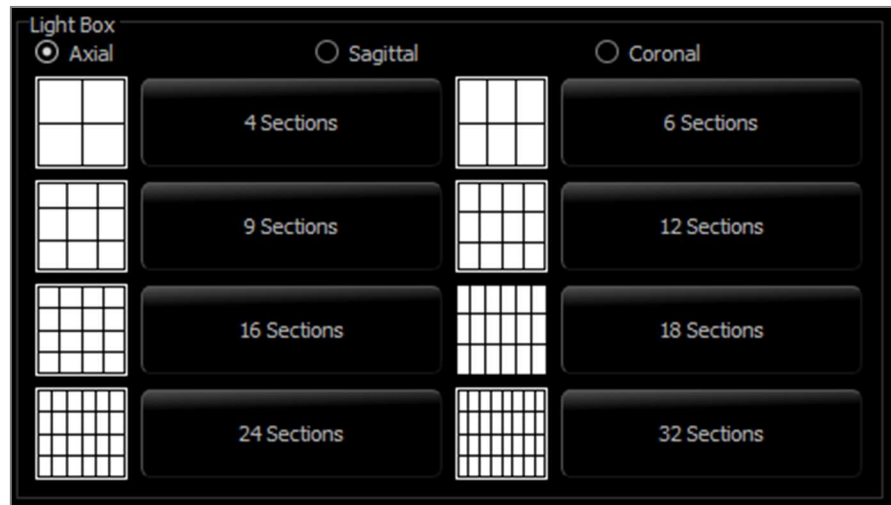 Light Box
Axial Sagittal Coronal
4 Sections 6 Sections
9 Sections 12 Sections
16 Sections 18 Sections
24 Sections 32 Sections